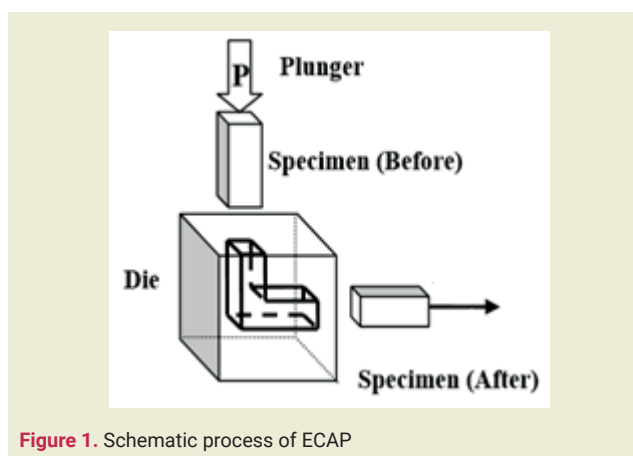 P
Plunger
Specimen (Before)
Die
Specimen (After)
Figure 1. Schematic process of ECAP